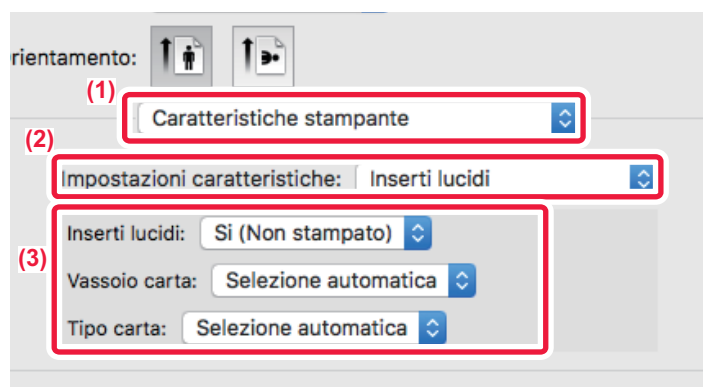 rientamento:
(1)
Caratteristiche stampante
(2)
Impostazioni caratteristiche: Inserti lucidi
(3)
Inserti lucidi: Si (Non stampato)
Vassoio carta: Selezione automatica
Tipo carta: Selezione automatica